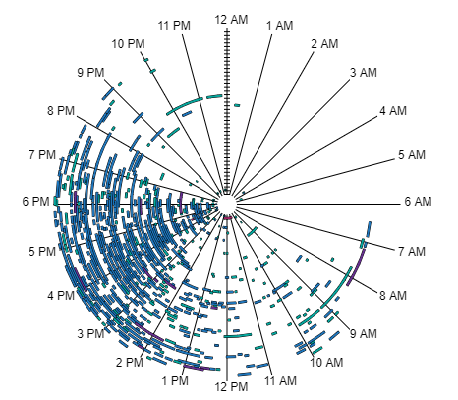 12 AM
1 AM
2 AM
3 AM
4 AM
5 AM
6 AM
7 AM
8 AM
9 AM
10 AM
11 AM
12 PM
1 PM
2 PM
3 PM
4 PM
5 PM
6 PM
7 PM
8 PM
9 PM
10 PM
11 PM